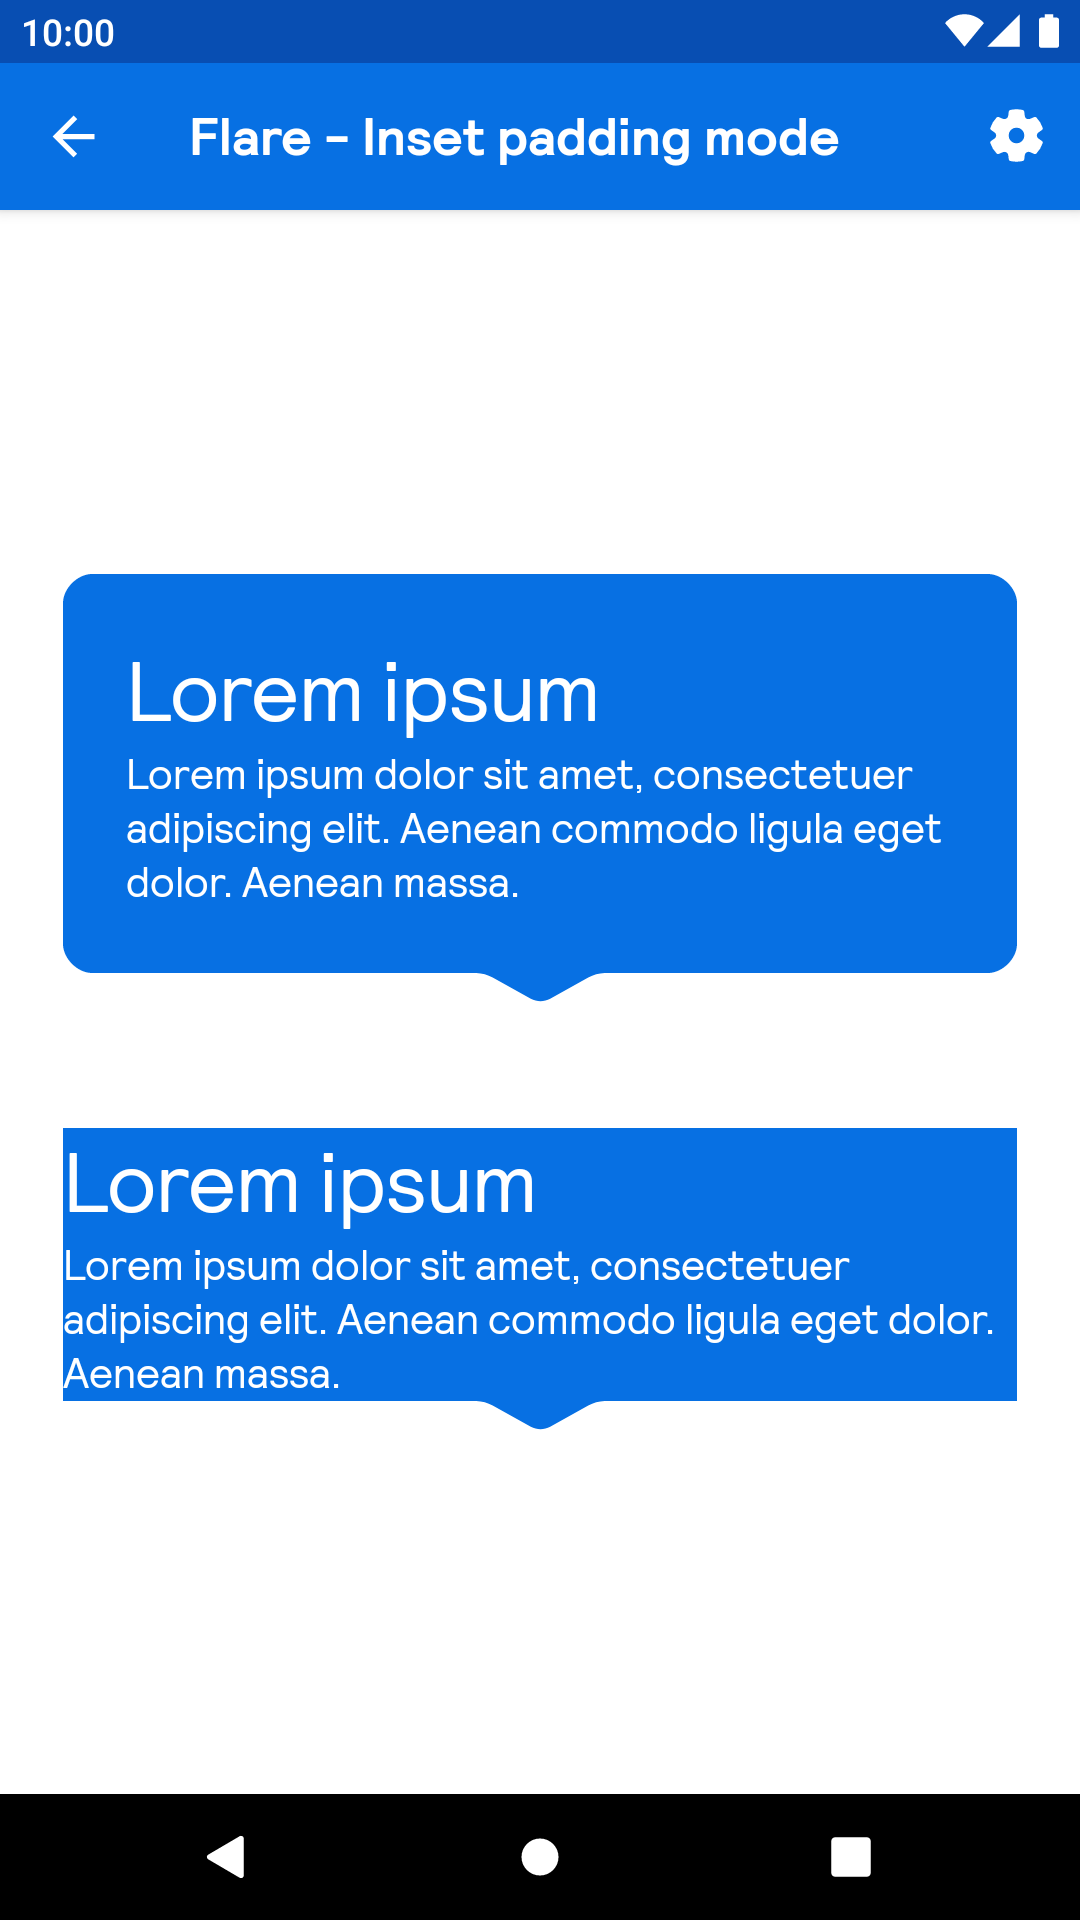 10:00
Flare - Inset padding mode
Lorem ipsum
Lorem ipsum dolor sit amet, consectetuer
adipiscing elit. Aenean commodo ligula eget
dolor. Aenean massa.
Lorem ipsum
Lorem ipsum dolor sit amet, consectetuer
adipiscing elit. Aenean commodo ligula eget dolor.
Aenean massa.